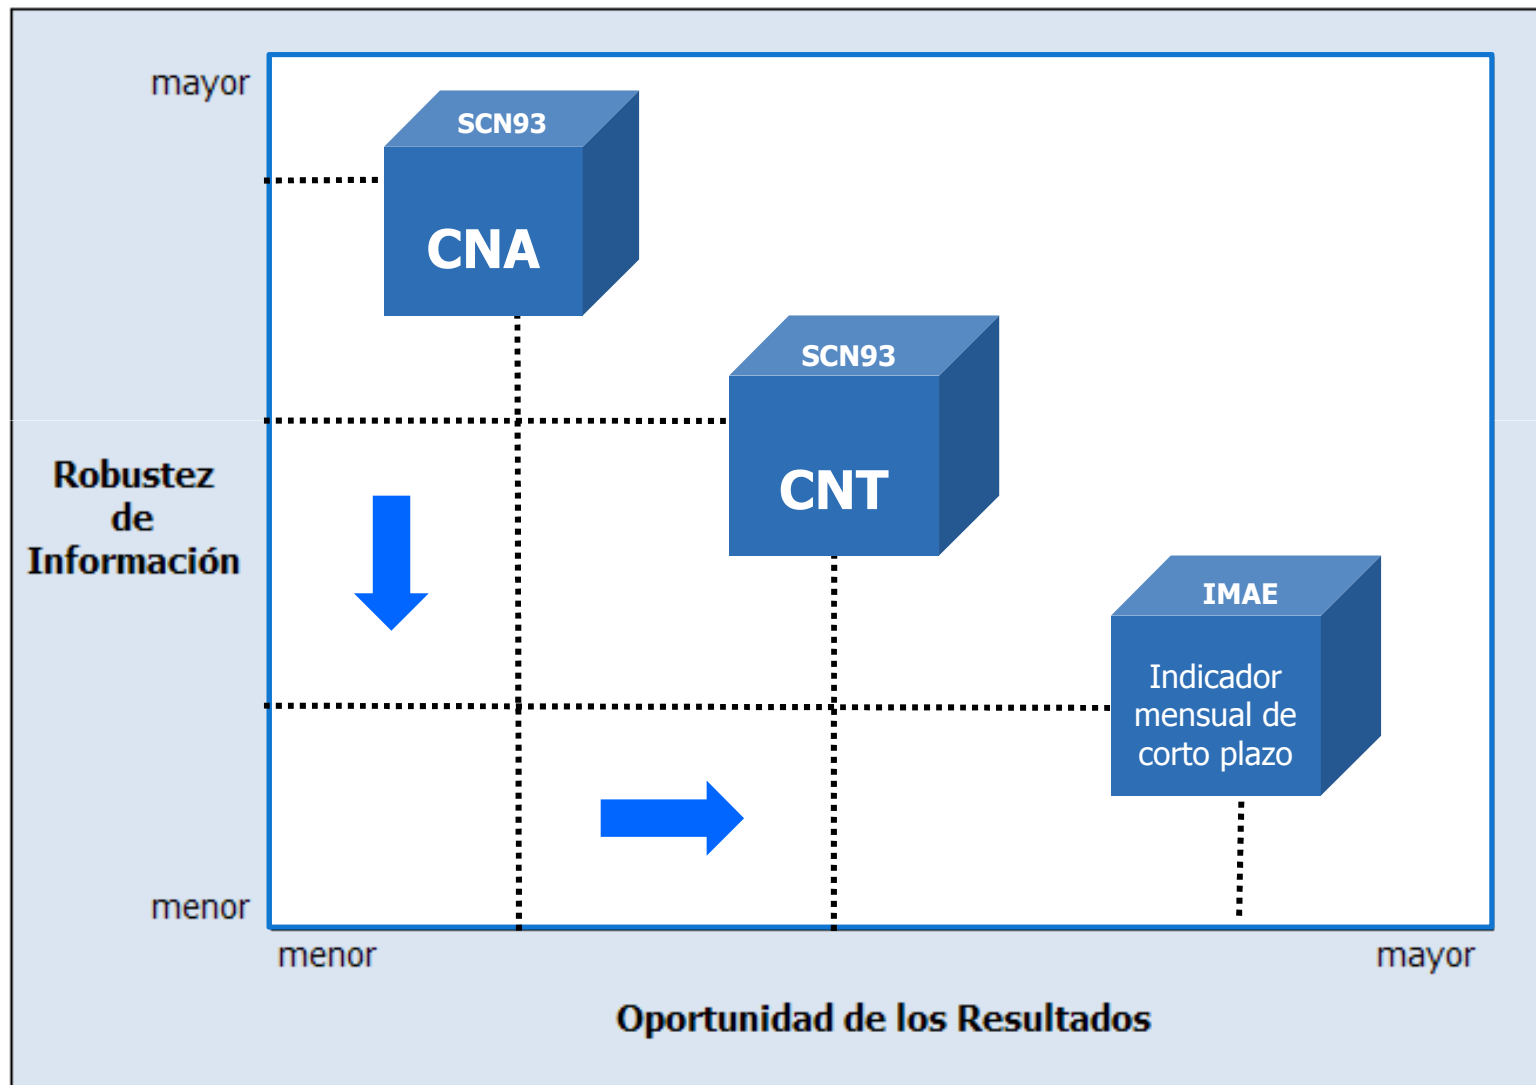 mayor
SCN93
CNA
SCN93
CNT
Robustez
de
Información
IMAE
Indicador
mensual de
corto plazo
menor
menor
mayor
Oportunidad de los Resultados